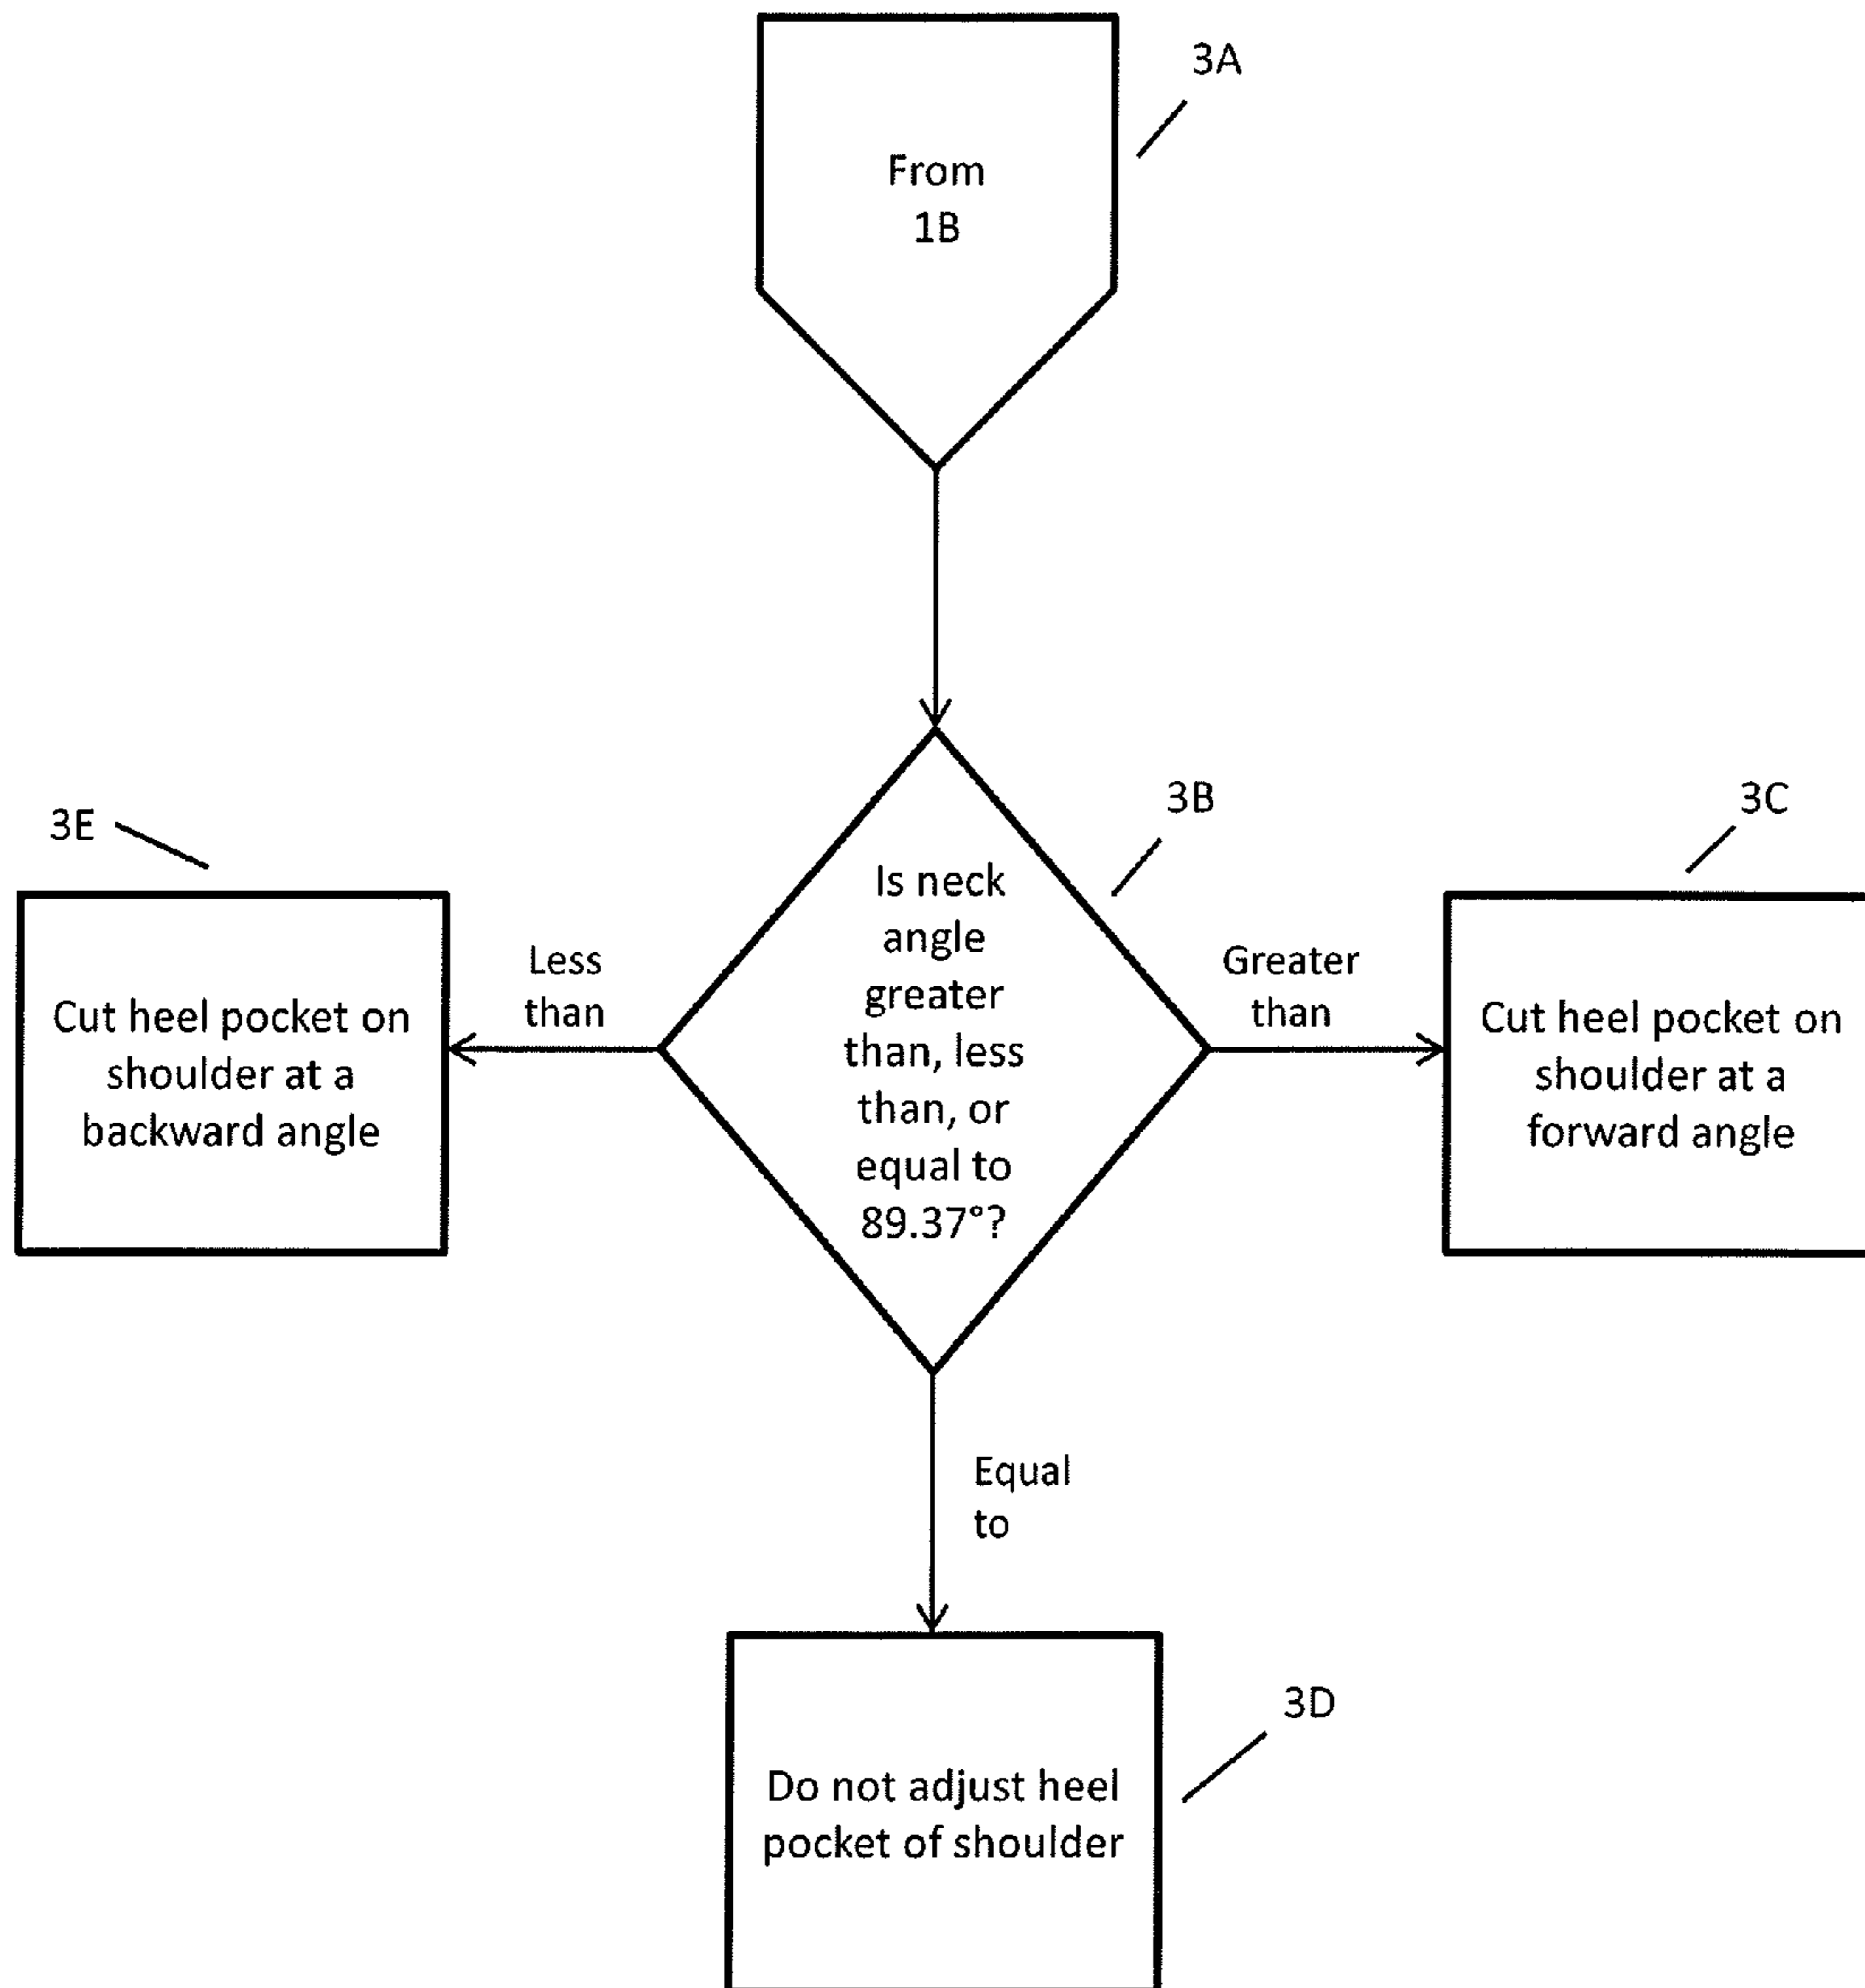 3A
From
1B
3B
3C
3E
Is neck
angle
greater
than, less
than, or
equal to
89.37°?
Less
than
Greater
than
Cut heel pocket on
shoulder at a
backward angle
Cut heel pocket on
shoulder at a
forward angle
Equal
to
3D
Do not adjust heel
pocket of shoulder